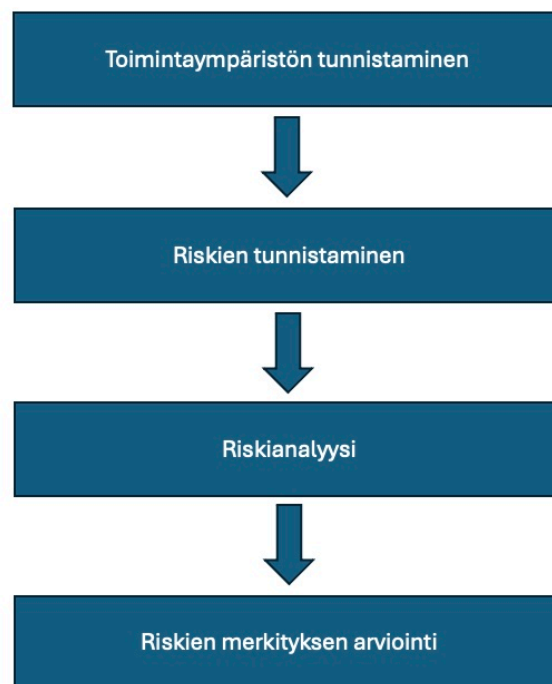 Toimintaympäristön tunnistaminen
Riskien tunnistaminen
Riskianalyysi
Riskien merkityksen arviointi